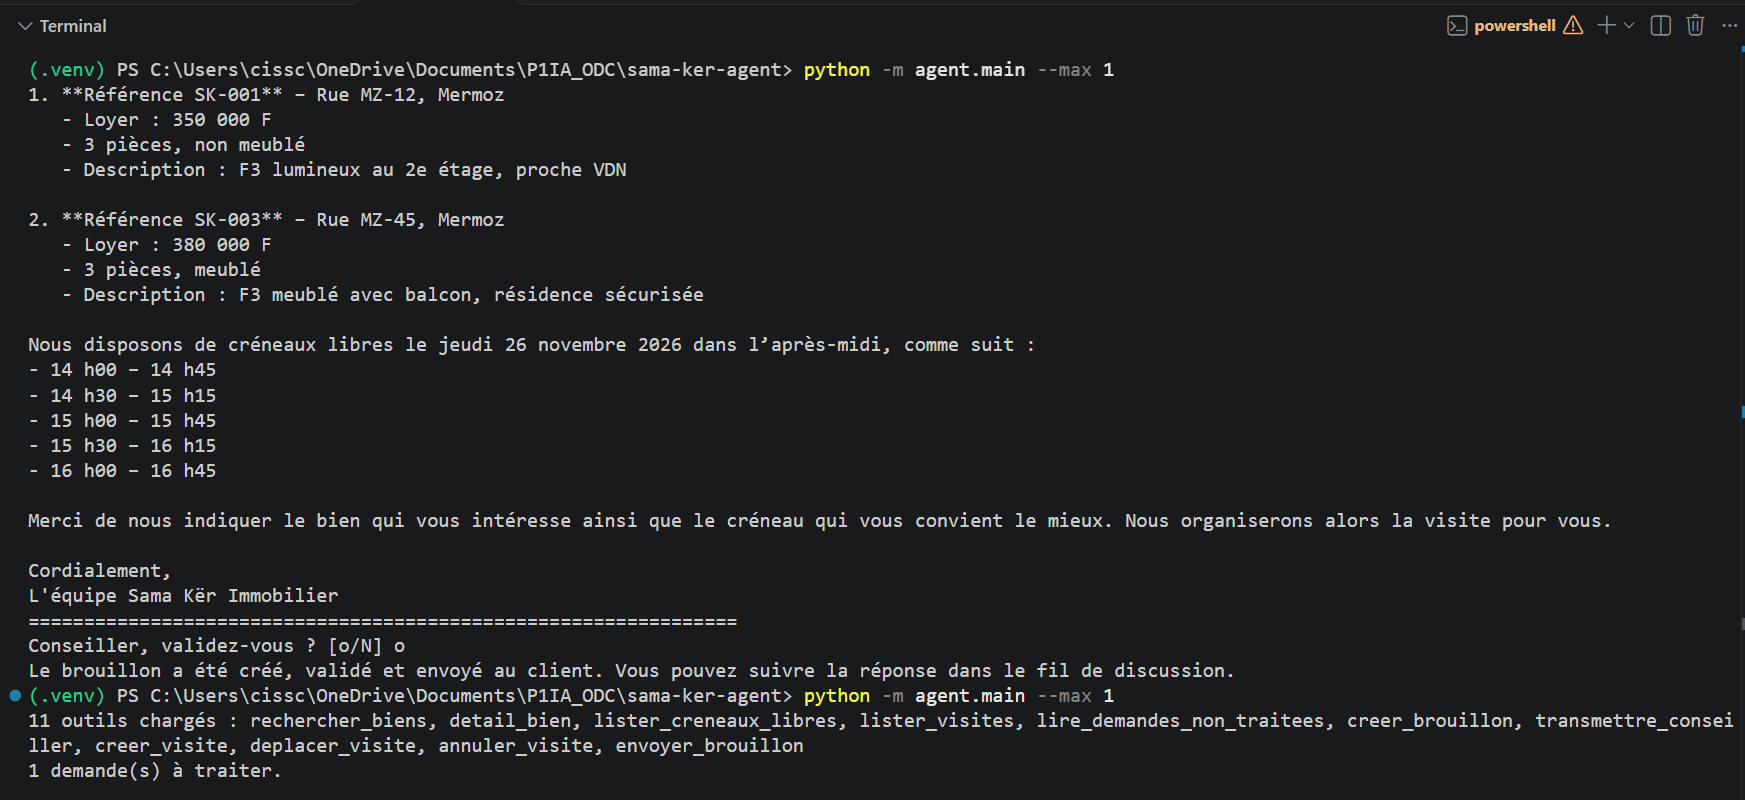 Terminal
powershell
(.venv) PS C:\Users\cissc\OneDrive\Documents\P1IA_ODC\sama-ker-agent> python -m agent.main --max 1
1. **Référence SK-001** – Rue MZ-12, Mermoz
- Loyer : 350 000 F
- 3 pièces, non meublé
- Description : F3 lumineux au 2e étage, proche VDN
2. **Référence SK-003** – Rue MZ-45, Mermoz
- Loyer : 380 000 F
- 3 pièces, meublé
- Description : F3 meublé avec balcon, résidence sécurisée
Nous disposons de créneaux libres le jeudi 26 novembre 2026 dans l’après-midi, comme suit :
- 14 h00 – 14 h45
- 14 h30 – 15 h15
- 15 h00 – 15 h45
- 15 h30 – 16 h15
- 16 h00 – 16 h45
Merci de nous indiquer le bien qui vous intéresse ainsi que le créneau qui vous convient le mieux. Nous organiserons alors la visite pour vous.
Cordialement,
L'équipe Sama Kër Immobilier
================================================================
Conseiller, validez-vous ? [o/N] o
Le brouillon a été créé, validé et envoyé au client. Vous pouvez suivre la réponse dans le fil de discussion.
(.venv) PS C:\Users\cissc\OneDrive\Documents\P1IA_ODC\sama-ker-agent> python -m agent.main --max 1
11 outils chargés : rechercher_biens, detail_bien, lister_creneaux_libres, lister_visites, lire_demandes_non_traitees, creer_brouillon, transmettre_consei
ller, creer_visite, deplacer_visite, annuler_visite, envoyer_brouillon
1 demande(s) à traiter.